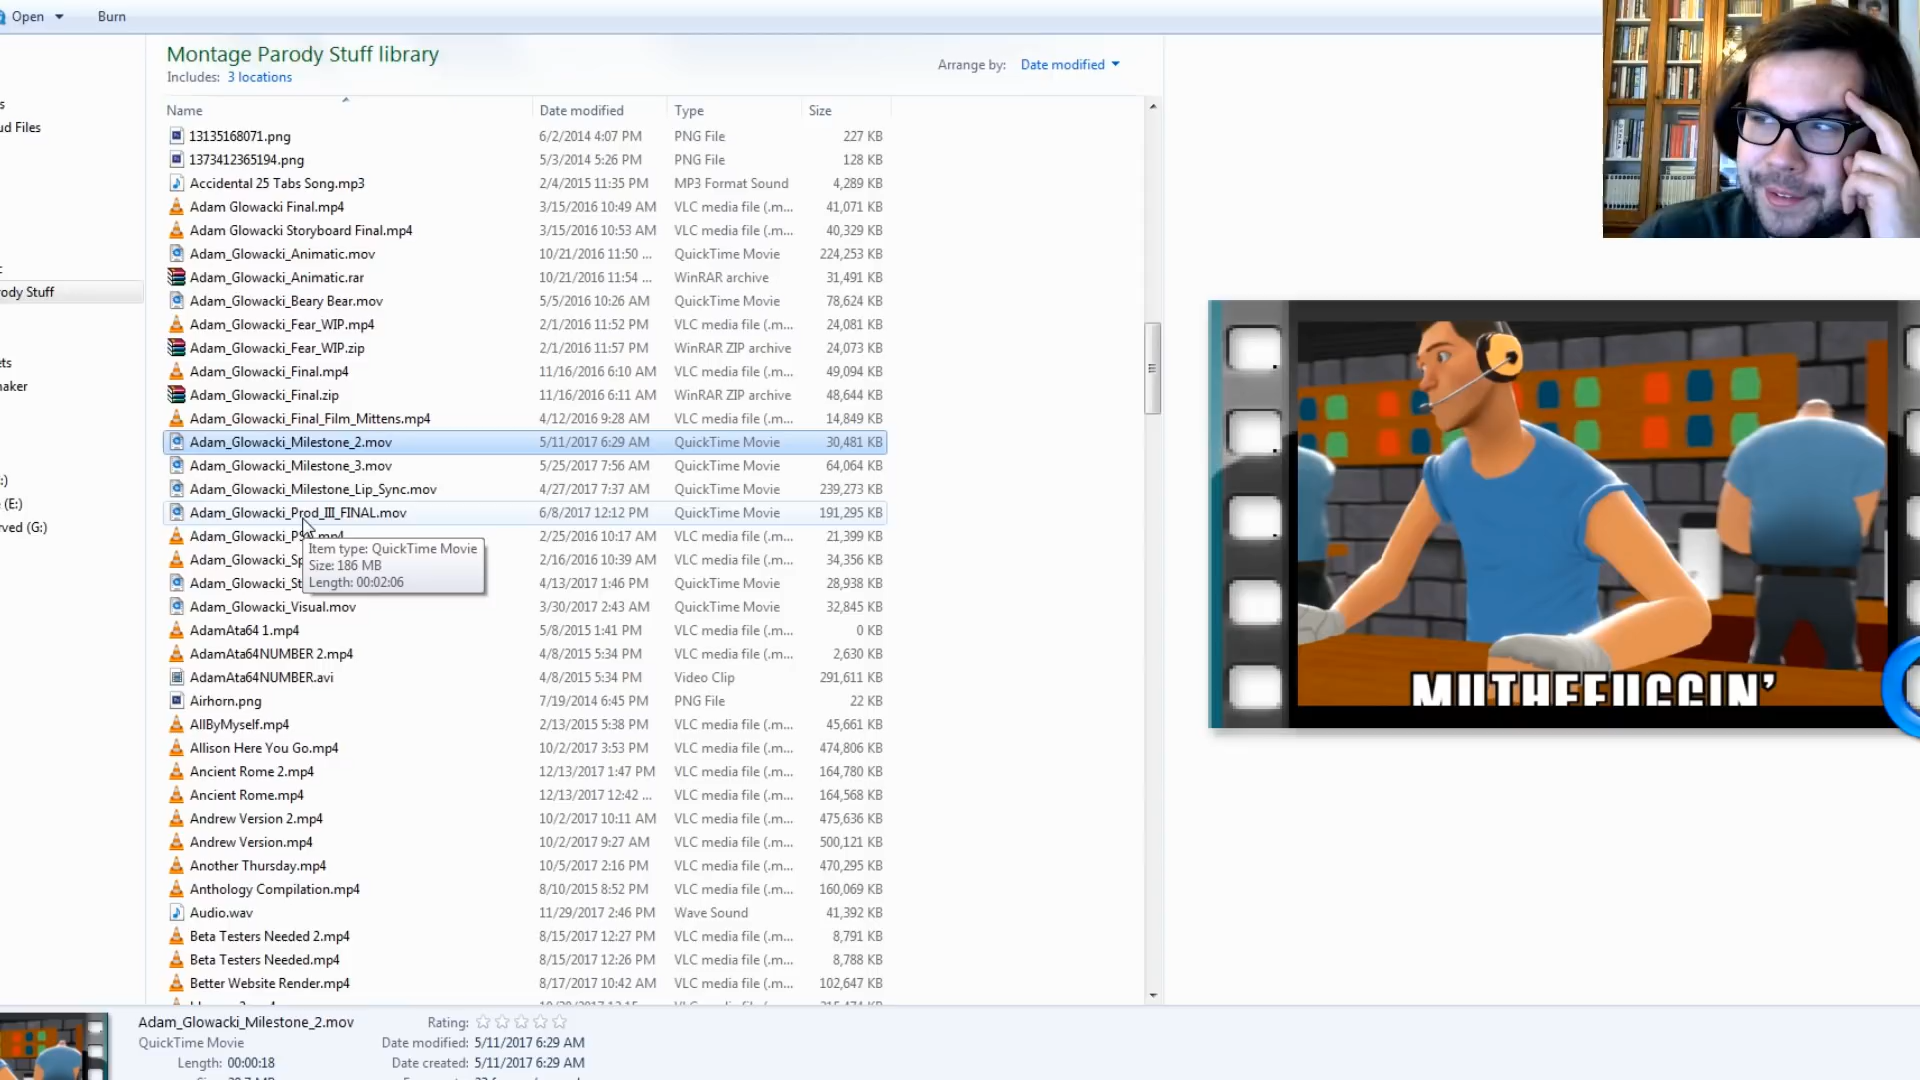 Open Burn
Montage Parody Stuff library
Includes: 3 locations
Arrange by: Date modified
Name Date modified Type Size
13135168071.png 6/2/2014 4:07 PM PNG File 227 KB
1373412365194.png 5/3/2014 5:26 PM PNG File 128 KB
Accidental 25 Tabs Song.mp3 2/4/2015 11:35 PM MP3 Format Sound 4,289 KB
Adam Glowacki Final.mp4 3/15/2016 10:49 AM VLC media file (.m... 41,071 KB
Adam Glowacki Storyboard Final.mp4 3/15/2016 10:53 AM VLC media file (.m... 40,329 KB
Adam_Glowacki_Animatic.mov 10/21/2016 11:50 ... QuickTime Movie 224,253 KB
Adam_Glowacki_Animatic.rar 10/21/2016 11:54 ... WinRAR archive 31,491 KB
Adam_Glowacki_Beary Bear.mov 5/5/2016 10:26 AM QuickTime Movie 78,624 KB
Adam_Glowacki_Fear_WIP.mp4 2/1/2016 11:52 PM VLC media file (.m... 24,081 KB
Adam_Glowacki_Fear_WIP.zip 2/1/2016 11:57 PM WinRAR ZIP archive 24,073 KB
Adam_Glowacki_Final.mp4 11/16/2016 6:10 AM VLC media file (.m... 49,094 KB
Adam_Glowacki_Final.zip 11/16/2016 6:11 AM WinRAR ZIP archive 48,644 KB
Adam_Glowacki_Final_Film_Mittens.mp4 4/12/2016 9:28 AM VLC media file (.m... 14,849 KB
Adam_Glowacki_Milestone_2.mov 5/11/2017 6:29 AM QuickTime Movie 30,481 KB
Adam_Glowacki_Milestone_3.mov 5/25/2017 7:56 AM QuickTime Movie 64,064 KB
Adam_Glowacki_Milestone_Lip_Sync.mov 4/27/2017 7:37 AM QuickTime Movie 239,273 KB
Adam_Glowacki_Prod_III_FINAL.mov 6/8/2017 12:12 PM QuickTime Movie 191,295 KB
Adam_Glowacki_ 2/25/2016 10:17 AM VLC media file (.m... 21,399 KB
Adam_Glowacki_Sp 2/16/2016 10:39 AM VLC media file (.m... 34,356 KB
Adam_Glowacki_St 4/13/2017 1:46 PM QuickTime Movie 28,938 KB
Adam_Glowacki_Visual.mov 3/30/2017 2:43 AM QuickTime Movie 32,845 KB
AdamAta64 1.mp4 5/8/2015 1:41 PM VLC media file (.m... 0 KB
AdamAta64NUMBER 2.mp4 4/8/2015 5:34 PM VLC media file (.m... 2,630 KB
AdamAta64NUMBER.avi 4/8/2015 5:34 PM Video Clip 291,611 KB
Airhorn.png 7/19/2014 6:45 PM PNG File 22 KB
AllByMyself.mp4 2/13/2015 5:38 PM VLC media file (.m... 45,661 KB
Allison Here You Go.mp4 10/2/2017 3:53 PM VLC media file (.m... 474,806 KB
Ancient Rome 2.mp4 12/13/2017 1:47 PM VLC media file (.m... 164,780 KB
Ancient Rome.mp4 12/13/2017 12:42 ... VLC media file (.m... 164,568 KB
Andrew Version 2.mp4 10/2/2017 10:11 AM VLC media file (.m... 475,636 KB
Andrew Version.mp4 10/2/2017 9:27 AM VLC media file (.m... 500,121 KB
Another Thursday.mp4 10/5/2017 2:16 PM VLC media file (.m... 470,295 KB
Anthology Compilation.mp4 8/10/2015 8:52 PM VLC media file (.m... 160,069 KB
Audio.wav 11/29/2017 2:46 PM Wave Sound 41,392 KB
Beta Testers Needed 2.mp4 8/15/2017 12:27 PM VLC media file (.m... 8,791 KB
Beta Testers Needed.mp4 8/15/2017 12:26 PM VLC media file (.m... 8,788 KB
Better Website Render.mp4 8/17/2017 10:42 AM VLC media file (.m... 102,647 KB
Item type: QuickTime Movie
Size: 186 MB
Length: 00:02:06
s
ud Files
ody Stuff
ets
naker
:)
(E:)
rved (G:)
MUTHEFUGGIN'
Adam_Glowacki_Milestone_2.mov Rating:
QuickTime Movie Date modified: 5/11/2017 6:29 AM
Length: 00:00:18 Date created: 5/11/2017 6:29 AM